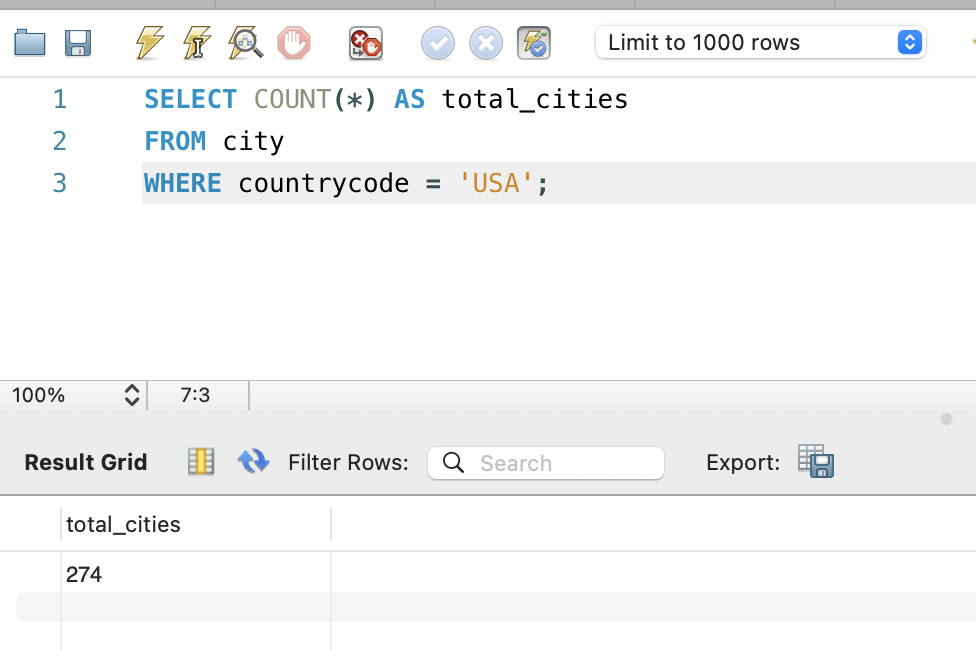 Limit to 1000 rows
1 SELECT COUNT(*) AS total_cities
2 FROM city
3 WHERE countrycode = 'USA';
100% 7:3
Result Grid Filter Rows: Search Export:
total_cities
274